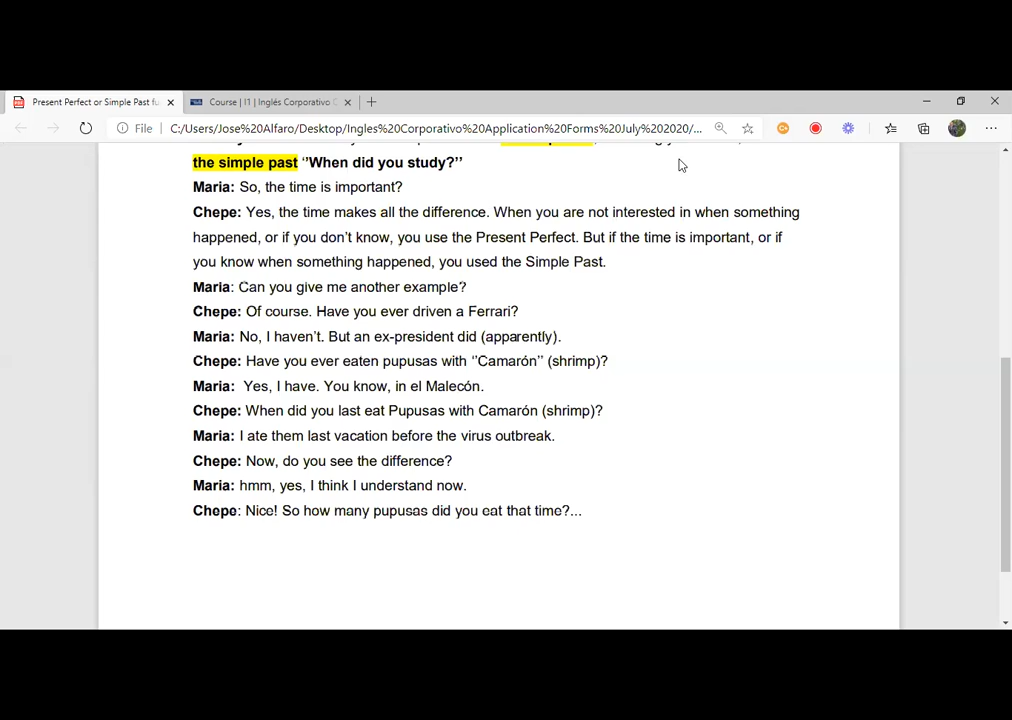 Present Perfect or Simple Past fu
Course | I1 | Inglés Corporativo C
File
C:/Users/Jose%20Alfaro/Desktop/Ingles%20Corporativo%20Application%20Forms%20July%202020/...
the simple past ‘’When did you study?’’
Maria: So, the time is important?
Chepe: Yes, the time makes all the difference. When you are not interested in when something
happened, or if you don’t know, you use the Present Perfect. But if the time is important, or if
you know when something happened, you used the Simple Past.
Maria: Can you give me another example?
Chepe: Of course. Have you ever driven a Ferrari?
Maria: No, I haven’t. But an ex-president did (apparently).
Chepe: Have you ever eaten pupusas with ‘’Camarón’’ (shrimp)?
Maria: Yes, I have. You know, in el Malecón.
Chepe: When did you last eat Pupusas with Camarón (shrimp)?
Maria: I ate them last vacation before the virus outbreak.
Chepe: Now, do you see the difference?
Maria: hmm, yes, I think I understand now.
Chepe: Nice! So how many pupusas did you eat that time?...